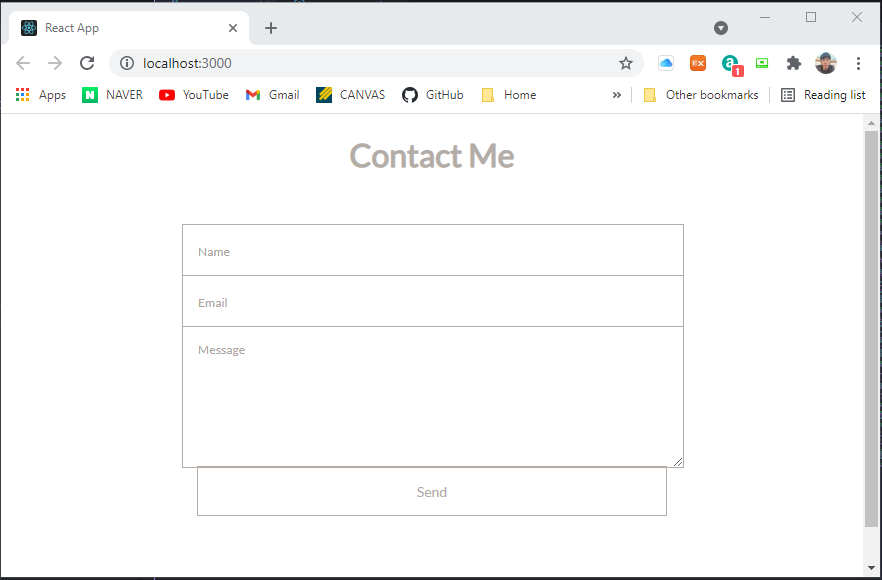 React App
localhost:3000
a 1
Apps NAVER YouTube Gmail CANVAS GitHub Home » Other bookmarks Reading list
Contact Me
Name
Email
Message
Send